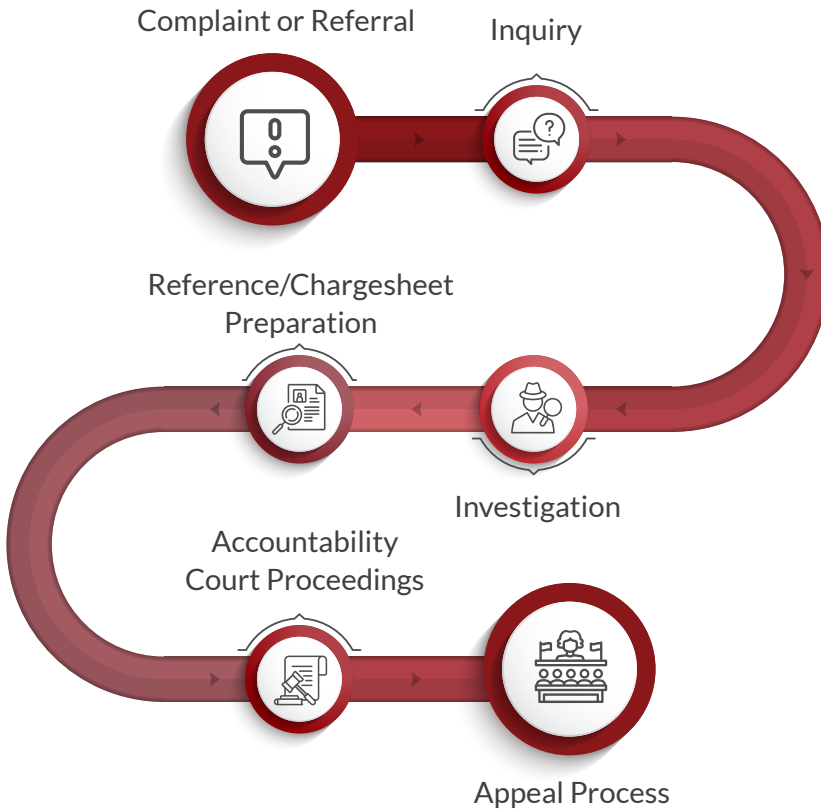 Complaint or Referral
Inquiry
Reference/Chargesheet
Preparation
Investigation
Accountability
Court Proceedings
Appeal Process